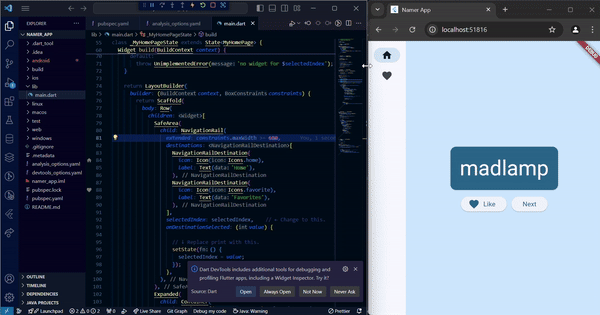 pubspec.yaml
analysis_options.yaml
main.dart
Namer App
localhost:51816
EXPLORER
NAMER_APP
.dart_tool
.idea
android
build
ios
lib
main.dart
linux
macos
test
web
windows
.gitignore
.metadata
analysis_options.yaml
devtools_options.yaml
namer_app.iml
pubspec.lock
pubspec.yaml
README.md
OUTLINE
TIMELINE
DEPENDENCIES
JAVA PROJECTS
lib > main.dart > _MyHomePageState > build
class _MyHomePageState extends State<MyHomePage> {
Widget build(BuildContext context) {
default:
throw UnimplementedError(message: 'no widget for $selectedIndex');
}
return LayoutBuilder(
builder: (BuildContext context, BoxConstraints constraints) {
return Scaffold(
body: Row(
children: <Widget>[
SafeArea(
child: NavigationRail(
extended: constraints.maxWidth >= 600,
destinations: <NavigationRailDestination>[
NavigationRailDestination(
icon: Icon(icon: Icons.home),
label: Text(data: 'Home'),
), // NavigationRailDestination
NavigationRailDestination(
icon: Icon(icon: Icons.favorite),
label: Text(data: 'Favorites'),
), // NavigationRailDestination
],
selectedIndex: selectedIndex, // ← Change to this.
onDestinationSelected: (int value) {
// ↓ Replace print with this.
setState(fn: () {
selectedIndex = value;
});
Expanded(
child: Container(
Dart DevTools includes additional tools for debugging and
profiling Flutter apps, including a Widget Inspector. Try it?
Source: Dart
Open
Always Open
Not Now
Never Ask
Launchpad
Live Share
Git Graph
Debug my code
Java: Warning
Prettier
madlamp
Like
Next